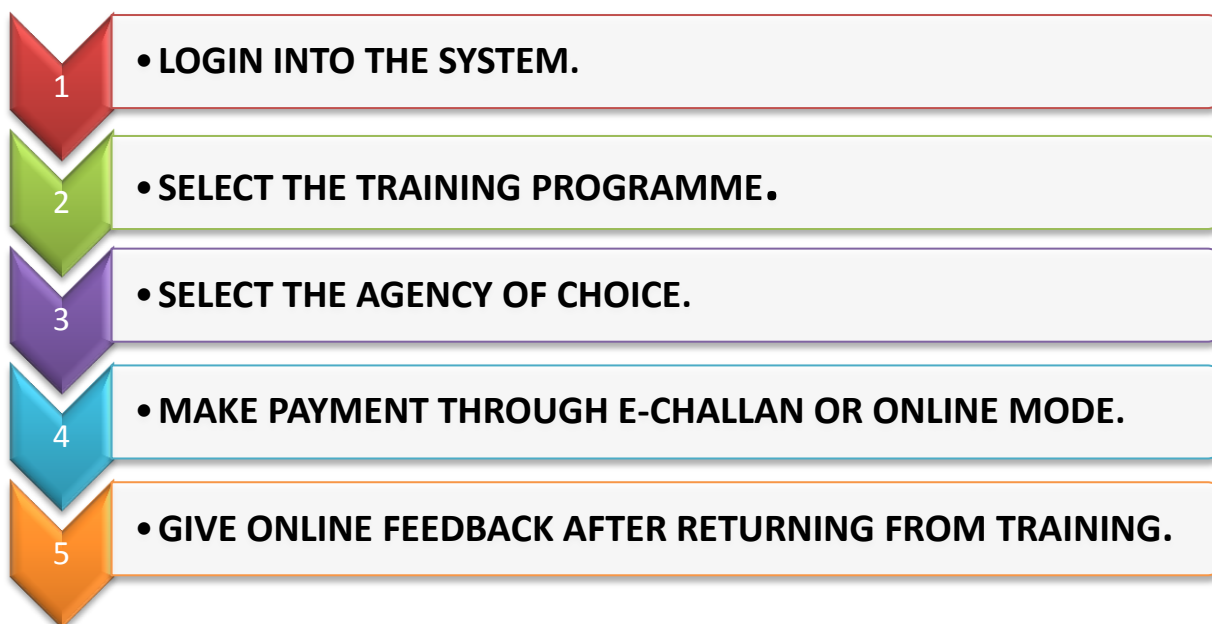 1
• LOGIN INTO THE SYSTEM.
2
• SELECT THE TRAINING PROGRAMME.
3
• SELECT THE AGENCY OF CHOICE.
4
• MAKE PAYMENT THROUGH E-CHALLAN OR ONLINE MODE.
5
• GIVE ONLINE FEEDBACK AFTER RETURNING FROM TRAINING.